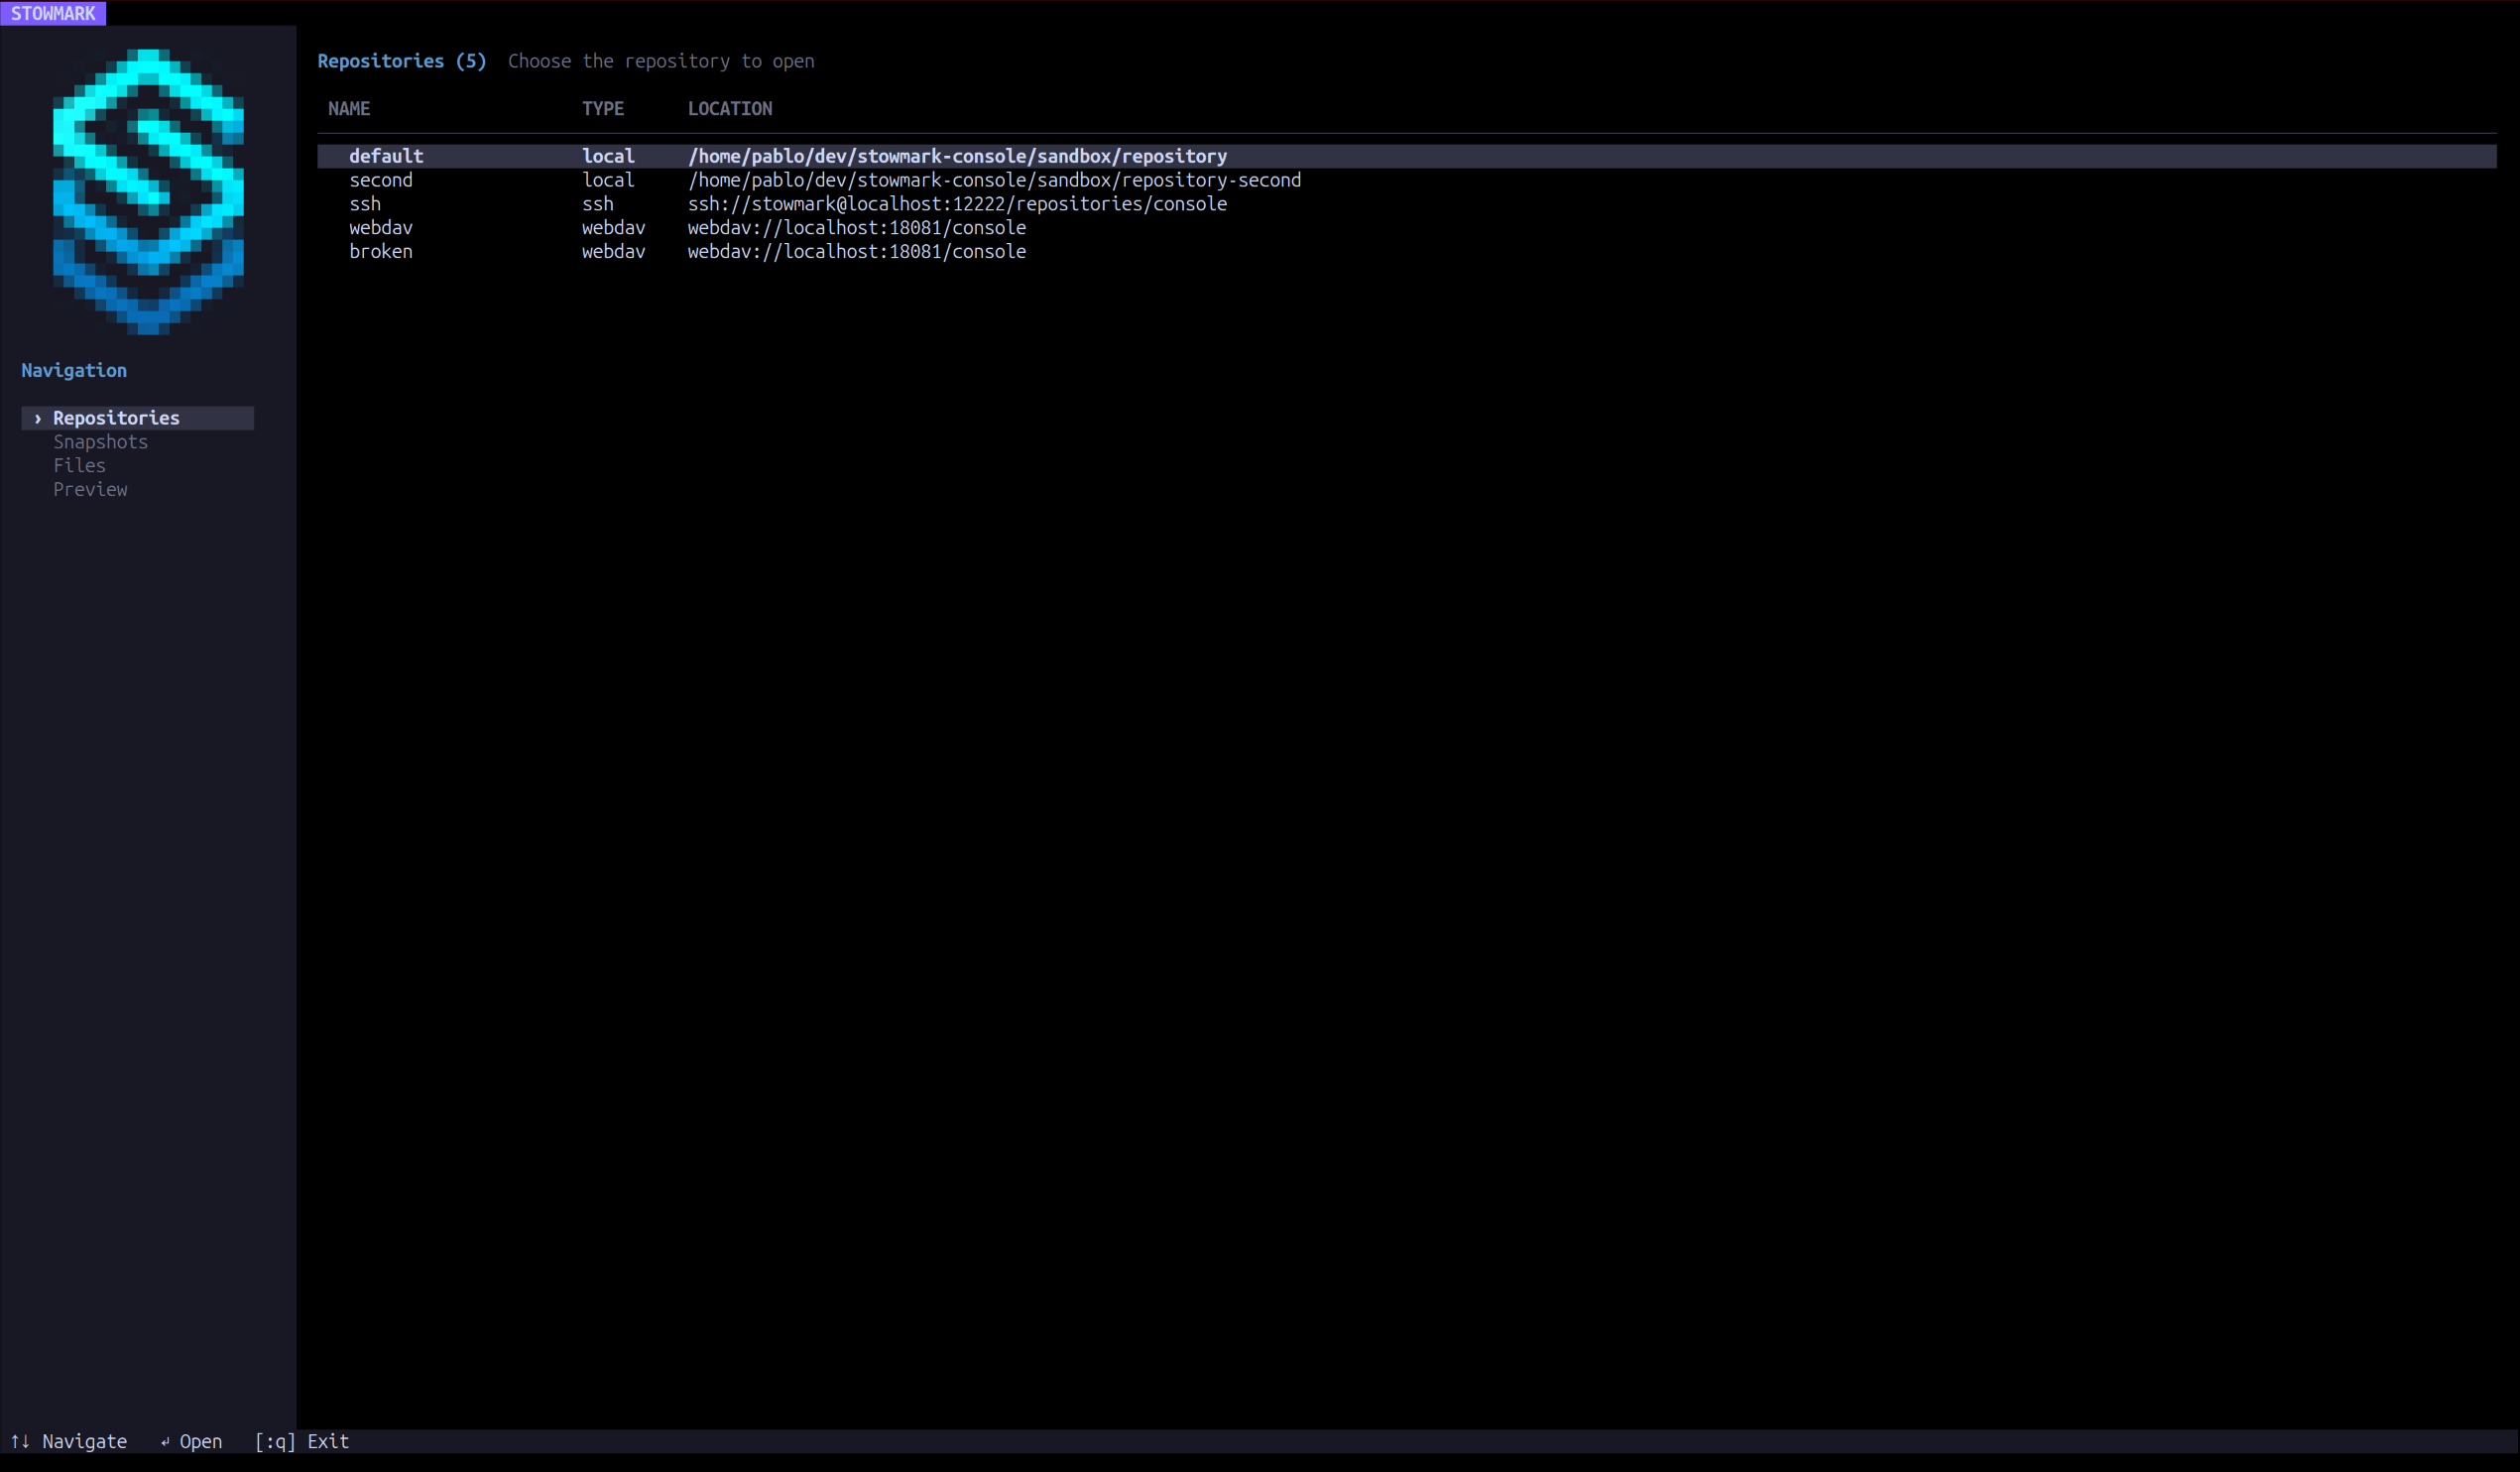 STOWMARK
Repositories (5) Choose the repository to open
NAME TYPE LOCATION
default local /home/pablo/dev/stowmark-console/sandbox/repository
second local /home/pablo/dev/stowmark-console/sandbox/repository-second
ssh ssh ssh://stowmark@localhost:12222/repositories/console
webdav webdav webdav://localhost:18081/console
broken webdav webdav://localhost:18081/console
Navigation
› Repositories
Snapshots
Files
Preview
↑↓ Navigate ↲ Open [:q] Exit